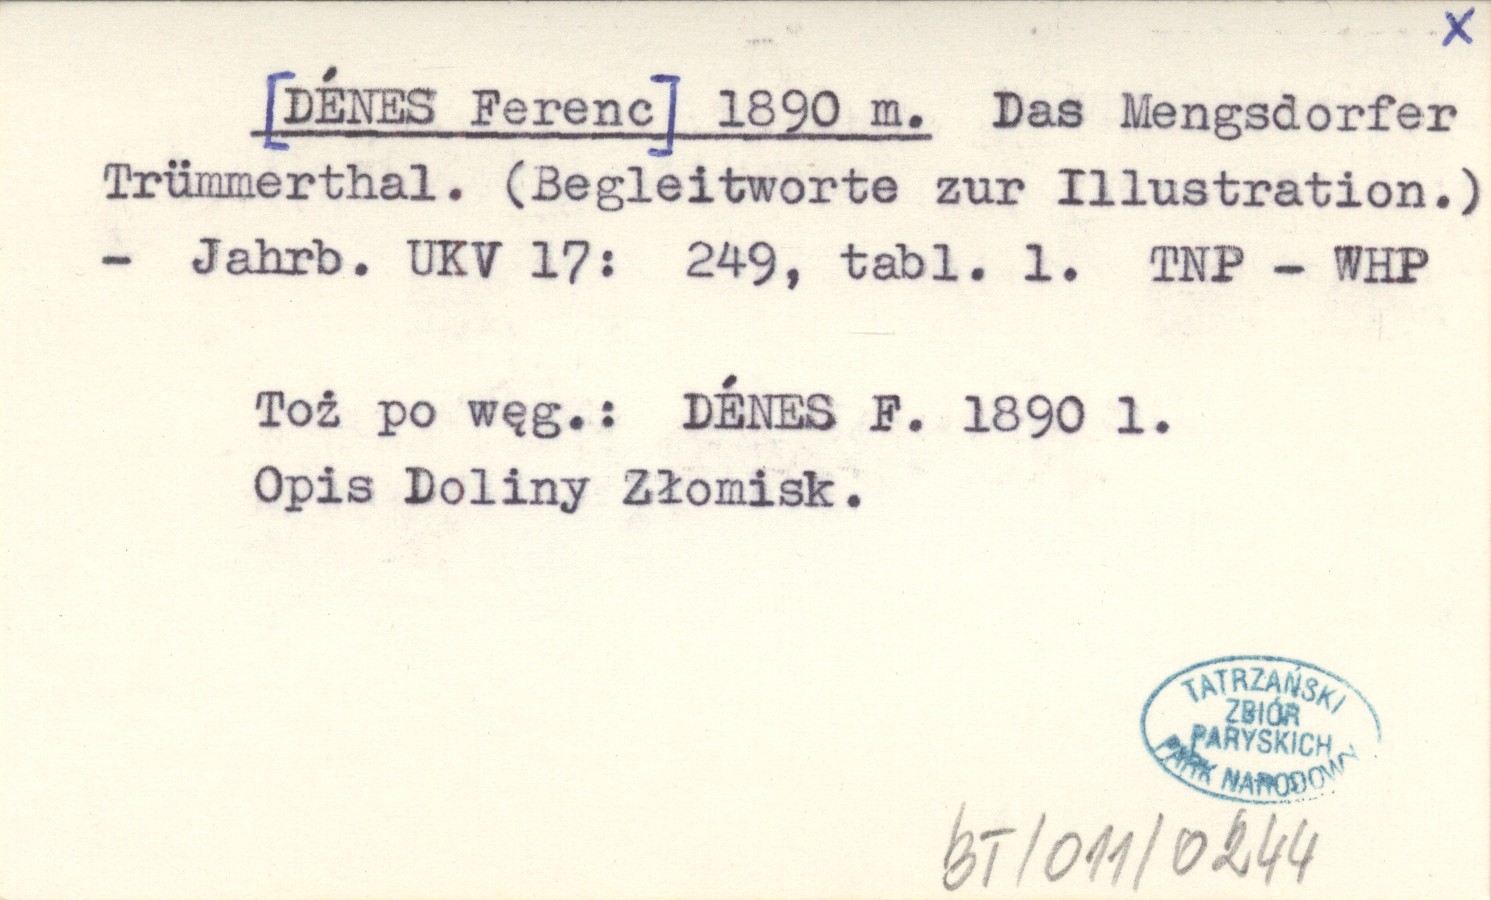 x
[DÉNES Ferenc] 1890 m. Das Mengsdorfer
Trümmerthal. (Begleitworte zur Illustration.)
- Jahrb. UKV 17: 249, tabl. 1. TNP - WHP
Toż po węg.: DÉNES F. 1890 l.
Opis Doliny Złomisk.
TATRZAŃSKI
ZBIÓR
PARYSKICH
PARK NARODOWY
BT/011/0244